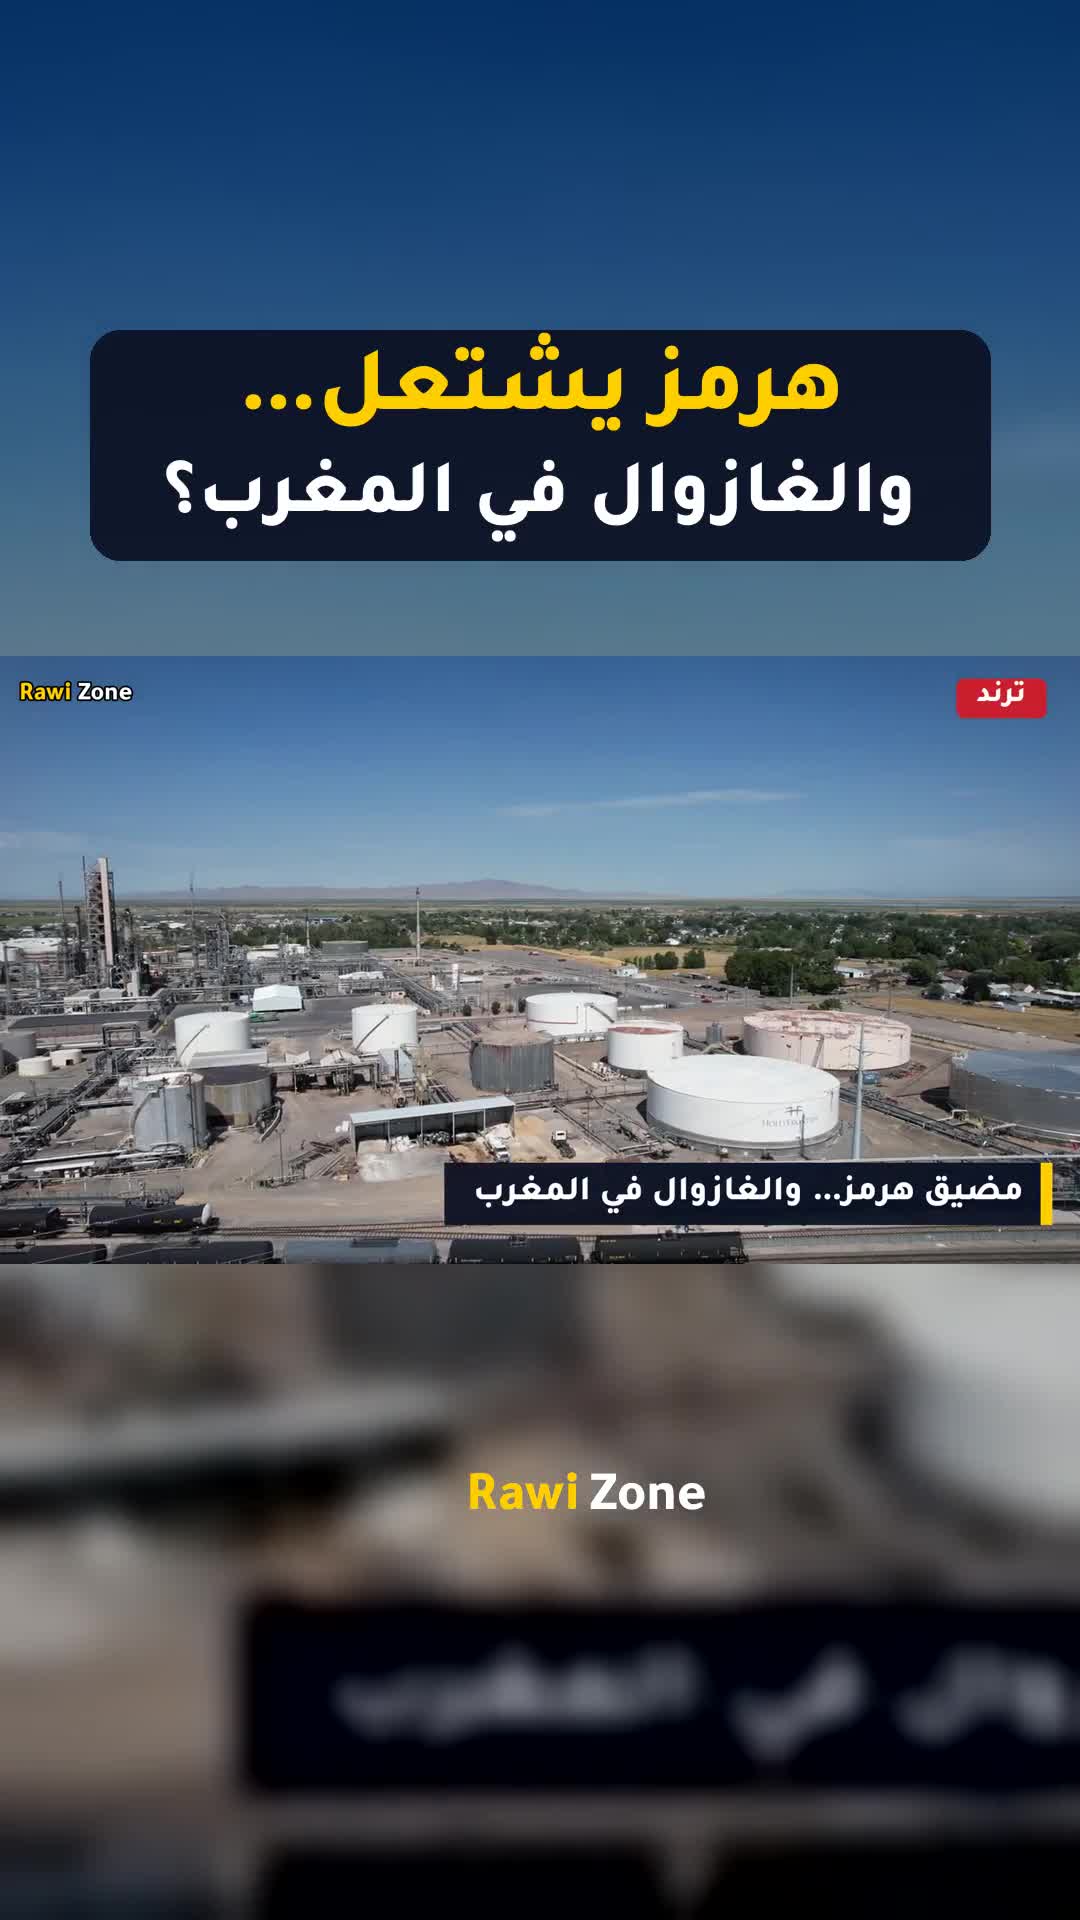 هرمز يشتعل...
والغازوال في المغرب؟
Rawi Zone
ترند
مضيق هرمز... والغازوال في المغرب
Rawi Zone